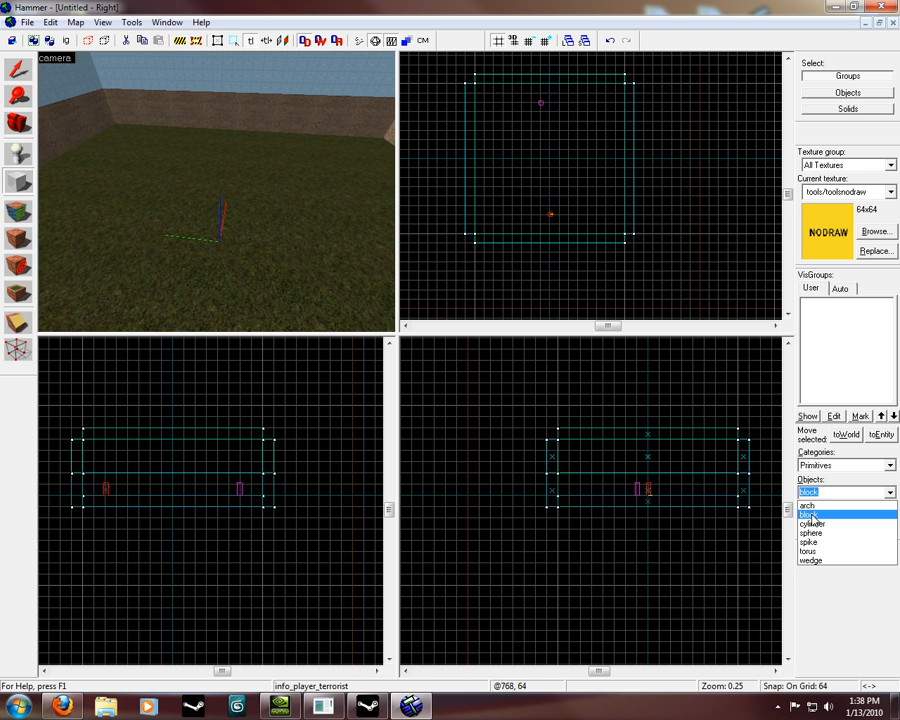 Hammer - [Untitled - Right]
File Edit Map View Tools Window Help
ig
tl
CM
camera
Select:
Groups
Objects
Solids
Texture group:
All Textures
Current texture:
tools/toolsnodraw
NODRAW
64x64
Browse...
Replace...
VisGroups:
User Auto
Show Edit Mark
Move selected:
toWorld toEntity
Categories:
Primitives
Objects:
block
arch
block
cylinder
sphere
spike
torus
wedge
For Help, press F1
info_player_terrorist
@768, 64
Zoom: 0.25
Snap: On Grid: 64
<->
1:38 PM
1/13/2010